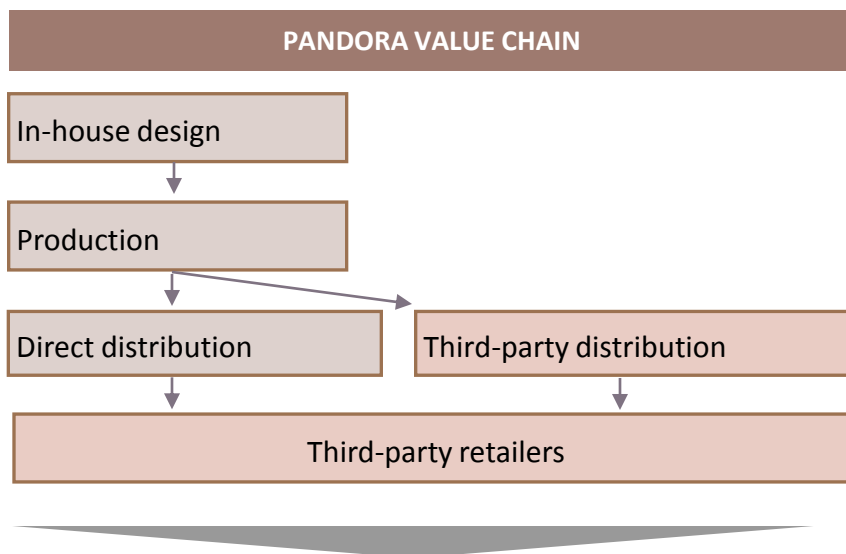 PANDORA VALUE CHAIN
In-house design
Production
Direct distribution
Third-party distribution
Third-party retailers